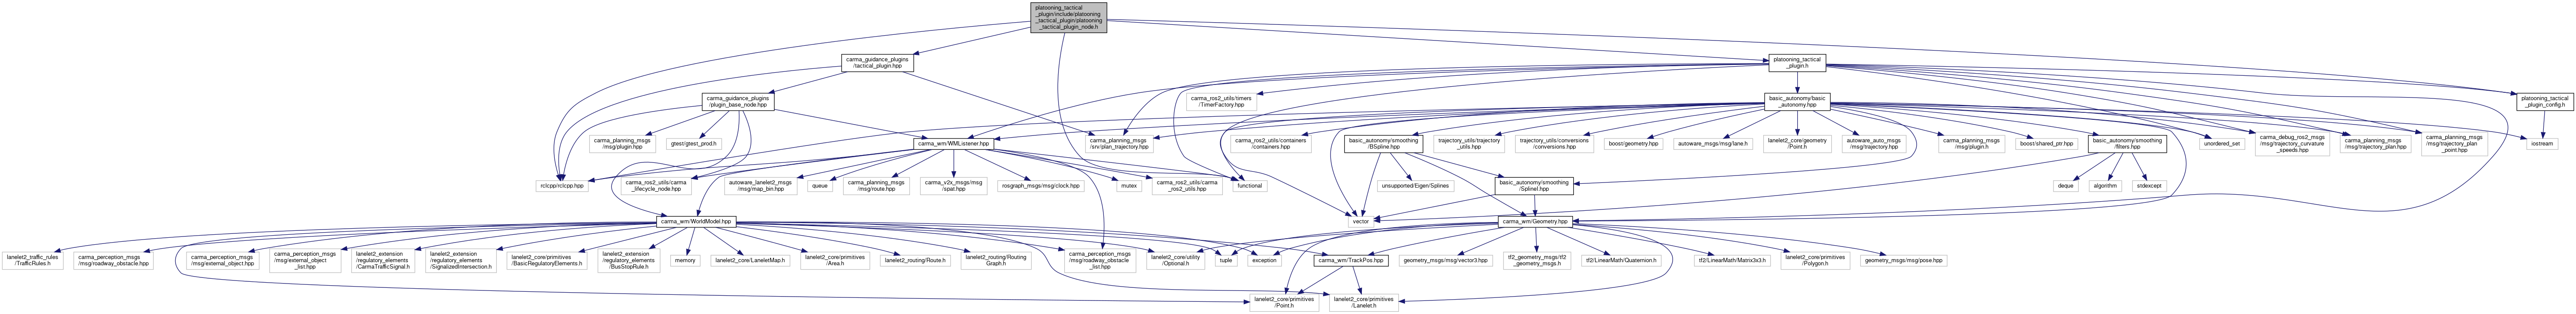 platooning_tactical
_plugin/include/platooning
_tactical_plugin/platooning
_tactical_plugin_node.h
carma_guidance_plugins
/tactical_plugin.hpp
platooning_tactical
_plugin.h
carma_guidance_plugins
/plugin_base_node.hpp
carma_ros2_utils/timers
/TimerFactory.hpp
basic_autonomy/basic
_autonomy.hpp
platooning_tactical
_plugin_config.h
carma_planning_msgs
/msg/plugin.hpp
gtest/gtest_prod.h
carma_wm/WMListener.hpp
carma_planning_msgs
/srv/plan_trajectory.hpp
carma_ros2_utils/containers
/containers.hpp
basic_autonomy/smoothing
/BSpline.hpp
trajectory_utils/trajectory
_utils.hpp
trajectory_utils/conversions
/conversions.hpp
boost/geometry.hpp
autoware_msgs/msg/lane.h
lanelet2_core/geometry
/Point.h
autoware_auto_msgs
/msg/trajectory.hpp
carma_planning_msgs
/msg/plugin.h
boost/shared_ptr.hpp
basic_autonomy/smoothing
/filters.hpp
unordered_set
carma_debug_ros2_msgs
/msg/trajectory_curvature
_speeds.hpp
carma_planning_msgs
/msg/trajectory_plan.hpp
carma_planning_msgs
/msg/trajectory_plan
_point.hpp
iostream
rclcpp/rclcpp.hpp
carma_ros2_utils/carma
_lifecycle_node.hpp
autoware_lanelet2_msgs
/msg/map_bin.hpp
queue
carma_planning_msgs
/msg/route.hpp
carma_v2x_msgs/msg
/spat.hpp
rosgraph_msgs/msg/clock.hpp
mutex
carma_ros2_utils/carma
_ros2_utils.hpp
functional
unsupported/Eigen/Splines
basic_autonomy/smoothing
/SplineI.hpp
deque
algorithm
stdexcept
carma_wm/WorldModel.hpp
vector
carma_wm/Geometry.hpp
lanelet2_traffic_rules
/TrafficRules.h
carma_perception_msgs
/msg/roadway_obstacle.hpp
carma_perception_msgs
/msg/external_object.hpp
carma_perception_msgs
/msg/external_object
_list.hpp
lanelet2_extension
/regulatory_elements
/CarmaTrafficSignal.h
lanelet2_extension
/regulatory_elements
/SignalizedIntersection.h
lanelet2_core/primitives
/BasicRegulatoryElements.h
lanelet2_extension
/regulatory_elements
/BusStopRule.h
memory
lanelet2_core/LaneletMap.h
lanelet2_core/primitives
/Area.h
lanelet2_routing/Route.h
lanelet2_routing/Routing
Graph.h
carma_perception_msgs
/msg/roadway_obstacle
_list.hpp
lanelet2_core/utility
/Optional.h
tuple
exception
carma_wm/TrackPos.hpp
geometry_msgs/msg/vector3.hpp
tf2_geometry_msgs/tf2
_geometry_msgs.h
tf2/LinearMath/Quaternion.h
tf2/LinearMath/Matrix3x3.h
lanelet2_core/primitives
/Polygon.h
geometry_msgs/msg/pose.hpp
lanelet2_core/primitives
/Point.h
lanelet2_core/primitives
/Lanelet.h